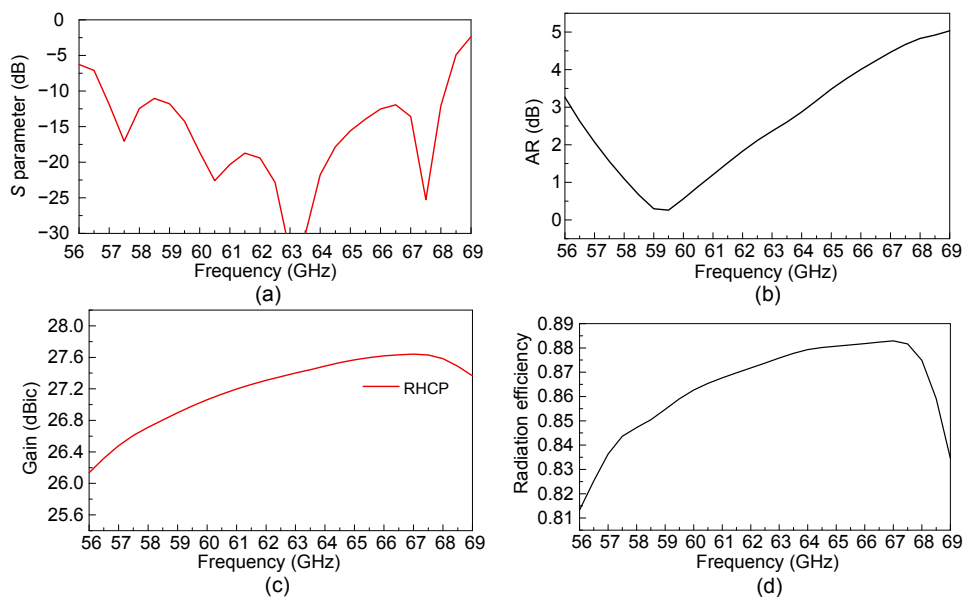 0
−5
−10
−15
−20
−25
−30
S parameter (dB)
56 57 58 59 60 61 62 63 64 65 66 67 68 69
Frequency (GHz)
(a)
5
4
3
2
1
0
AR (dB)
56 57 58 59 60 61 62 63 64 65 66 67 68 69
Frequency (GHz)
(b)
28.0
27.6
27.2
26.8
26.4
26.0
25.6
Gain (dBic)
RHCP
56 57 58 59 60 61 62 63 64 65 66 67 68 69
Frequency (GHz)
(c)
0.89
0.88
0.87
0.86
0.85
0.84
0.83
0.82
0.81
Radiation efficiency
56 57 58 59 60 61 62 63 64 65 66 67 68 69
Frequency (GHz)
(d)